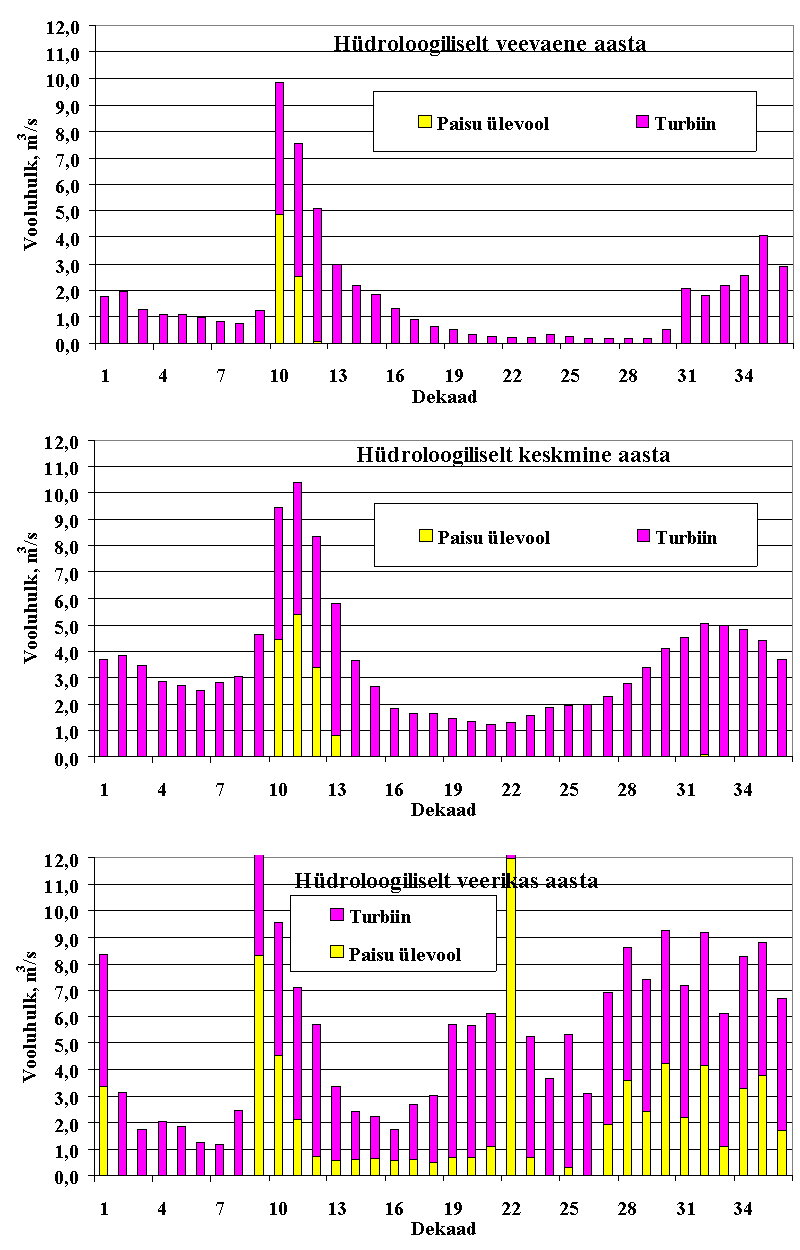 Hüdroloogiliselt veevaene aasta
Vooluhulk, m3/s
12,0
11,0
10,0
9,0
8,0
7,0
6,0
5,0
4,0
3,0
2,0
1,0
0,0
Paisu ülevool Turbiin
1 4 7 10 13 16 19 22 25 28 31 34
Dekaad
Hüdroloogiliselt keskmine aasta
Vooluhulk, m3/s
12,0
11,0
10,0
9,0
8,0
7,0
6,0
5,0
4,0
3,0
2,0
1,0
0,0
Paisu ülevool Turbiin
1 4 7 10 13 16 19 22 25 28 31 34
Dekaad
Hüdroloogiliselt veerikas aasta
Vooluhulk, m3/s
12,0
11,0
10,0
9,0
8,0
7,0
6,0
5,0
4,0
3,0
2,0
1,0
0,0
Turbiin
Paisu ülevool
1 4 7 10 13 16 19 22 25 28 31 34
Dekaad